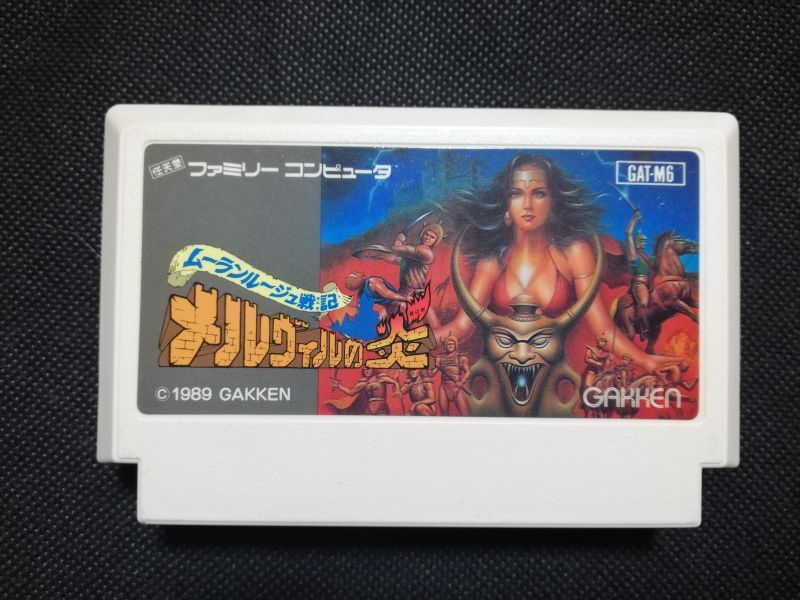 任天堂 ファミリー コンピュータ
GAT-M6
ムーランルージュ戦記
メルヴィルの炎
© 1989 GAKKEN
GAKKEN